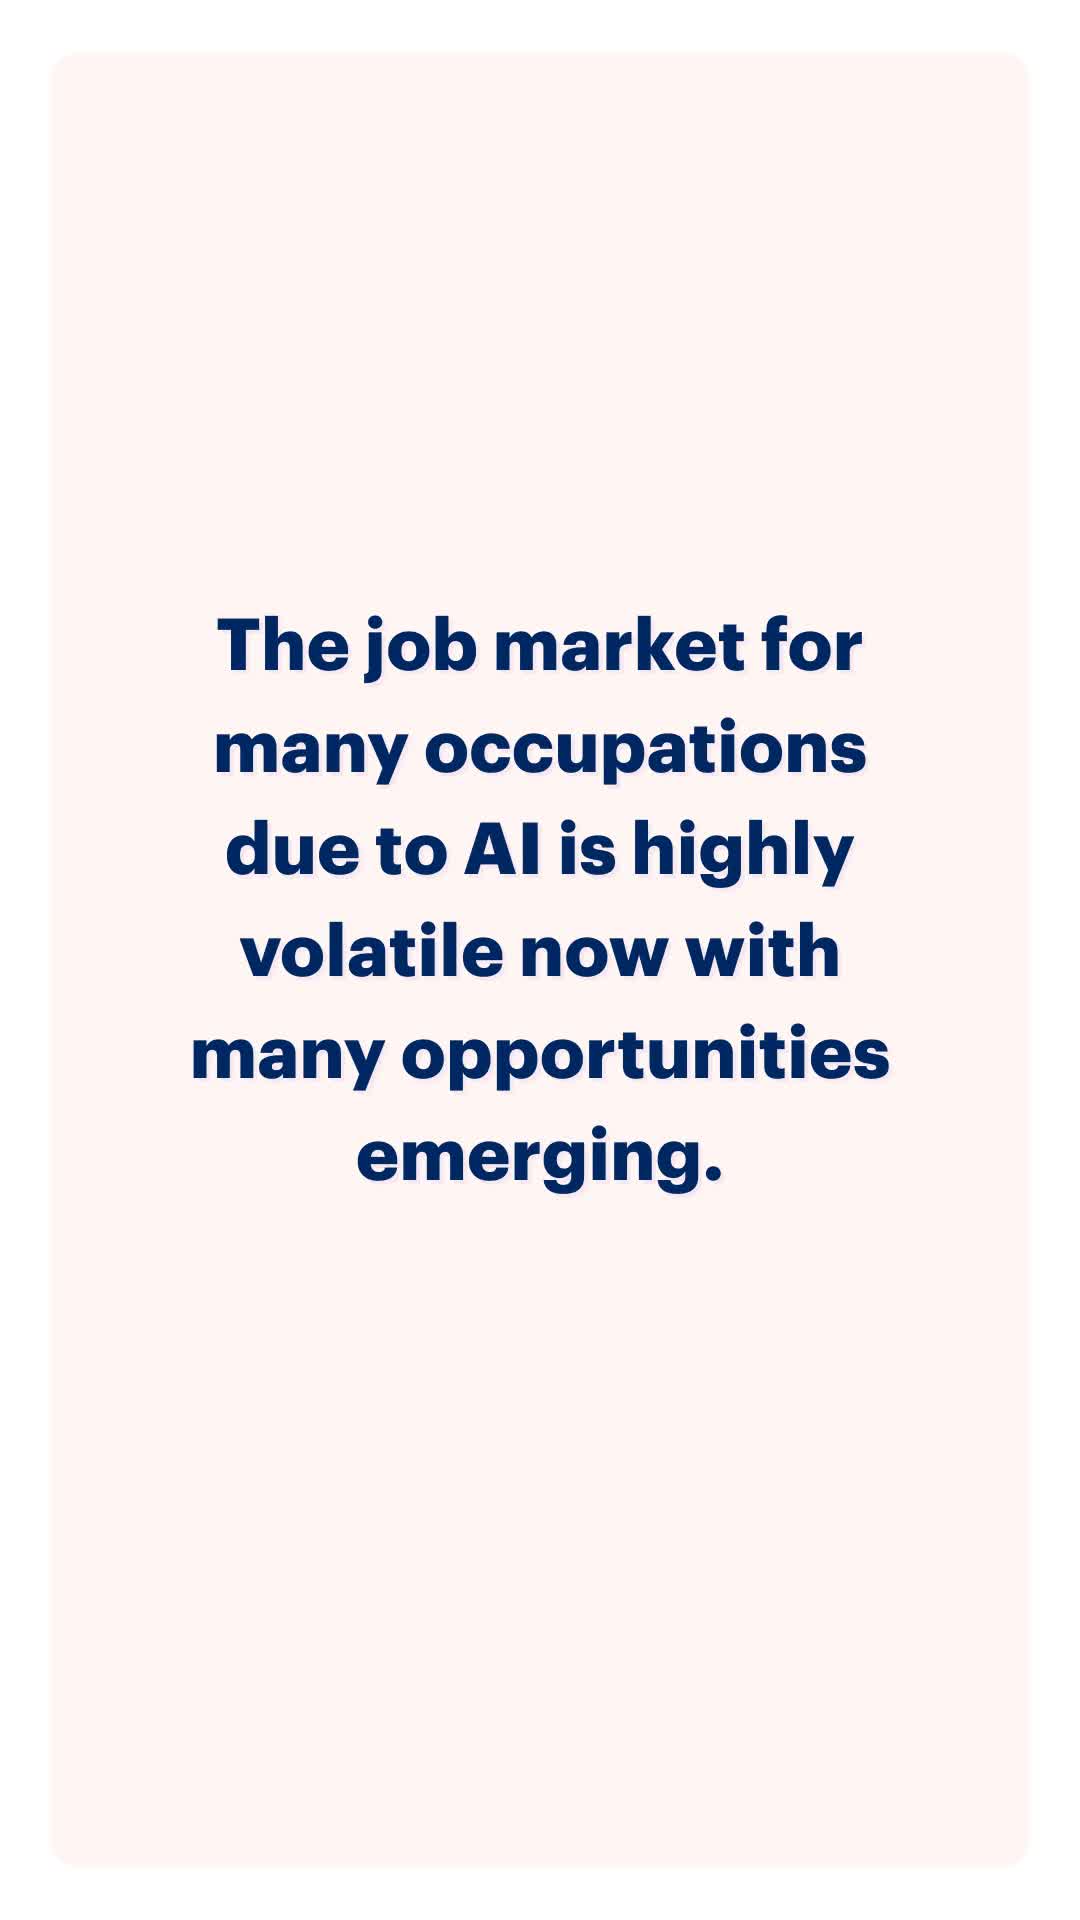 The job market for
many occupations
due to AI is highly
volatile now with
many opportunities
emerging.